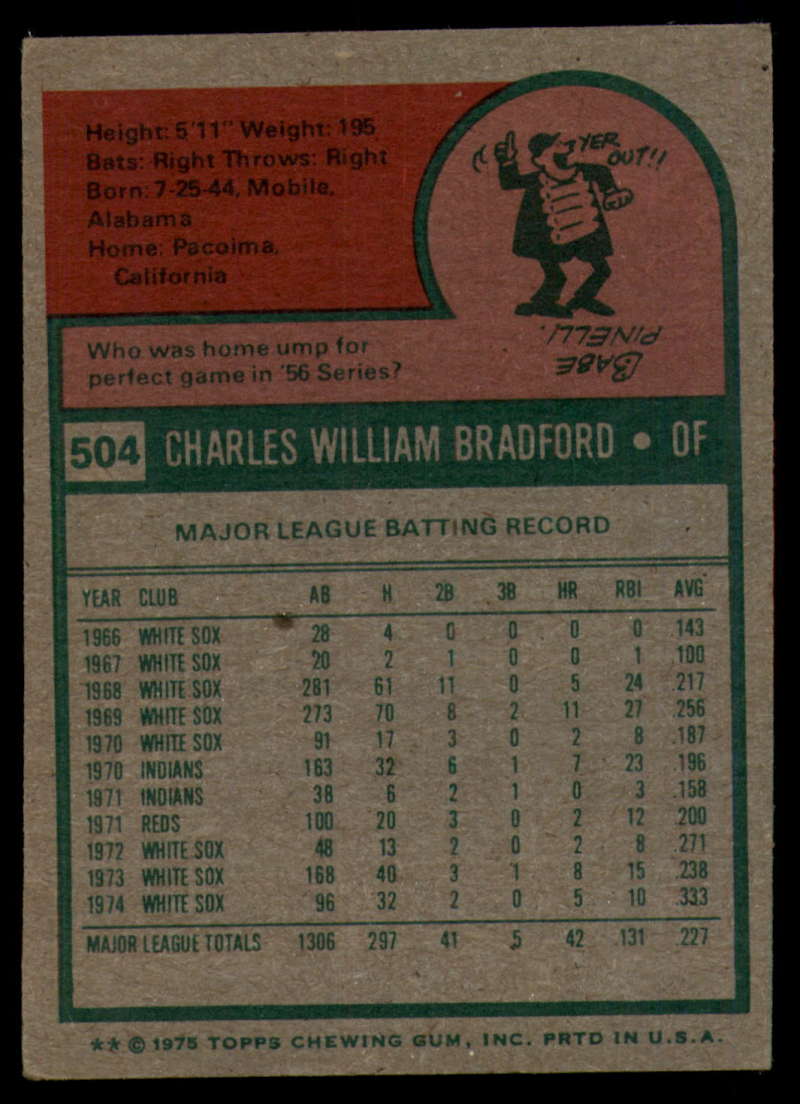 Height: 5'11" Weight: 195
Bats: Right Throws: Right
Born: 7-25-44, Mobile,
Alabama
Home: Pacoima,
California
YER
OUT!!
Who was home ump for
perfect game in '56 Series?
BABE
PINELLI.
504 CHARLES WILLIAM BRADFORD • OF
MAJOR LEAGUE BATTING RECORD
YEAR CLUB AB H 2B 3B HR RBI AVG
1966 WHITE SOX 28 4 0 0 0 0 .143
1967 WHITE SOX 20 2 1 0 0 1 .100
1968 WHITE SOX 281 61 11 0 5 24 .217
1969 WHITE SOX 273 70 8 2 11 27 .256
1970 WHITE SOX 91 17 3 0 2 8 .187
1970 INDIANS 163 32 6 1 7 23 .196
1971 INDIANS 38 6 2 1 0 3 .158
1971 REDS 100 20 3 0 2 12 .200
1972 WHITE SOX 48 13 2 0 2 8 .271
1973 WHITE SOX 168 40 3 1 8 15 .238
1974 WHITE SOX 96 32 2 0 5 10 .333
MAJOR LEAGUE TOTALS 1306 297 41 5 42 131 .227
** © 1975 TOPPS CHEWING GUM, INC. PRTD IN U.S.A.